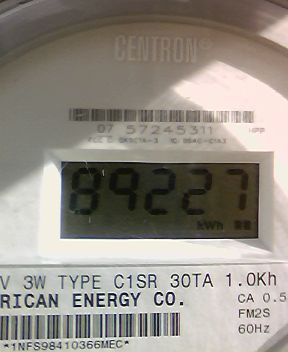 CENTRON®
07 57245311
89227
kWh
V 3W TYPE C1SR 30TA 1.0Kh
RICAN ENERGY CO.
CA 0.5
FM2S
60Hz
*1NFS98410366MEC*